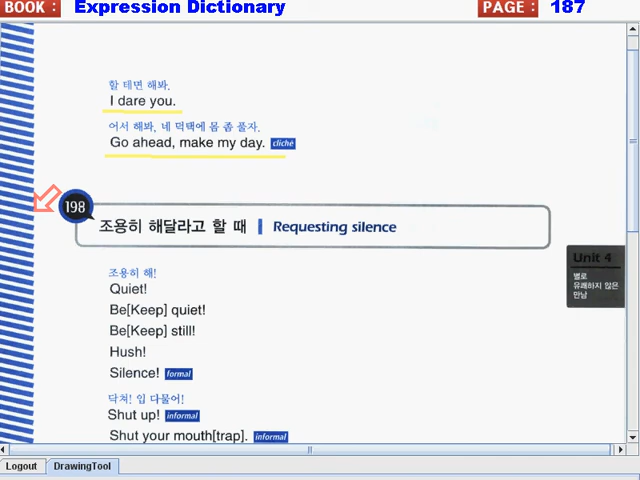 BOOK : Expression Dictionary PAGE : 187
할 테면 해봐.
I dare you.
어서 해봐, 네 덕택에 몸 좀 풀자.
Go ahead, make my day. cliché
198 조용히 해달라고 할 때 | Requesting silence
Unit 4
별로
유쾌하지 않은
만남
조용히 해!
Quiet!
Be[Keep] quiet!
Be[Keep] still!
Hush!
Silence! formal
닥쳐! 입 다물어!
Shut up! informal
Shut your mouth[trap]. informal
Logout DrawingTool